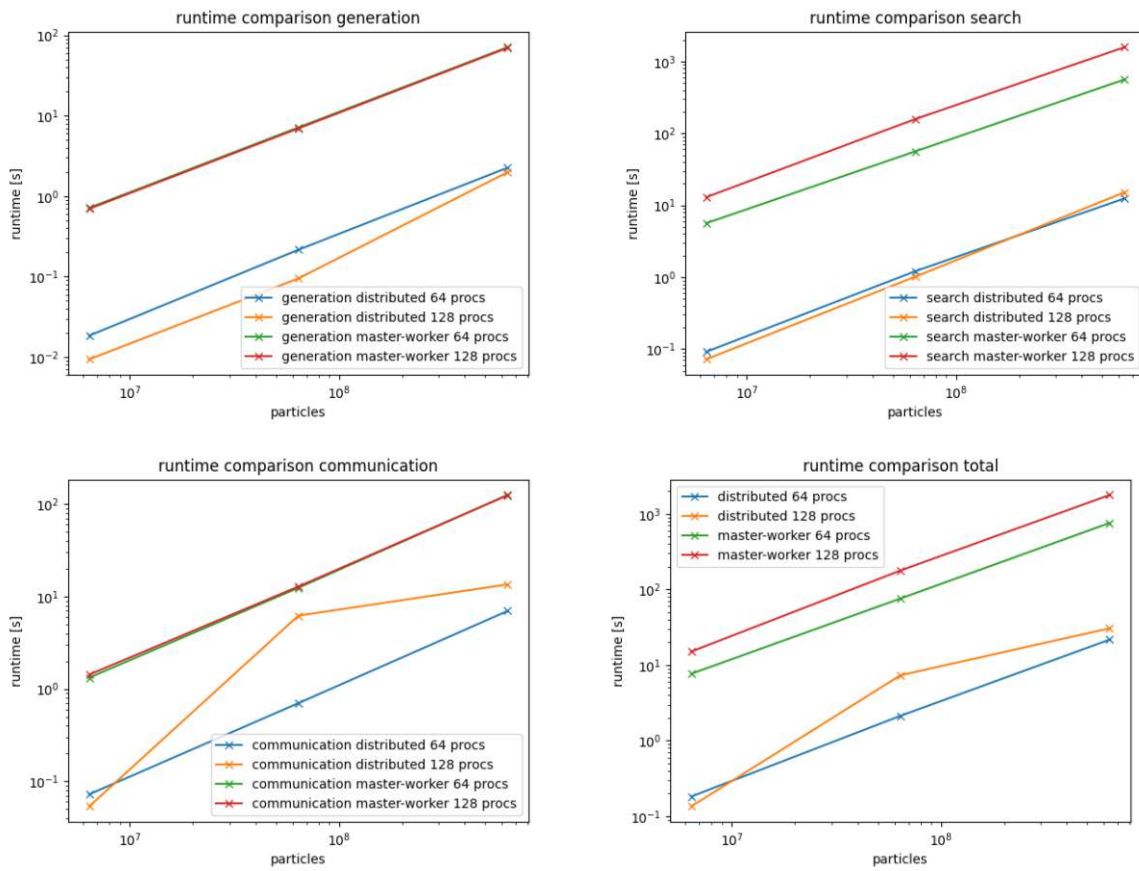 runtime comparison generation
10²
10¹
10⁰
10⁻¹
10⁻²
runtime [s]
generation distributed 64 procs
generation distributed 128 procs
generation master-worker 64 procs
generation master-worker 128 procs
10⁷
10⁸
particles
runtime comparison search
10³
10²
10¹
10⁰
10⁻¹
runtime [s]
search distributed 64 procs
search distributed 128 procs
search master-worker 64 procs
search master-worker 128 procs
10⁷
10⁸
particles
runtime comparison communication
10²
10¹
10⁰
10⁻¹
runtime [s]
communication distributed 64 procs
communication distributed 128 procs
communication master-worker 64 procs
communication master-worker 128 procs
10⁷
10⁸
particles
runtime comparison total
distributed 64 procs
distributed 128 procs
master-worker 64 procs
master-worker 128 procs
10³
10²
10¹
10⁰
10⁻¹
runtime [s]
10⁷
10⁸
particles